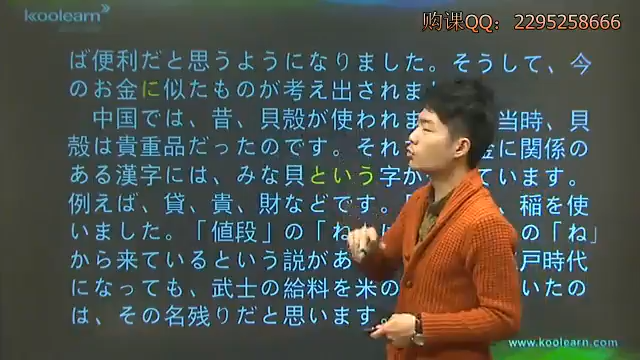 koolearn
购课QQ：2295258666
ば便利だと思うようになりました。そうして、今
のお金に似たものが考え出されま
中国では、昔、貝殻が使われま 当時、貝
殻は貴重品だったのです。それ 金に関係の
ある漢字には、みな貝という字か ています。
例えば、貸、貴、財などです。 、稲を使
いました。「値段」の「ね」は の「ね」
から来ているという説があ 戸時代
になっても、武士の給料を米の いたの
は、その名残りだと思います。
www.koolearn.com